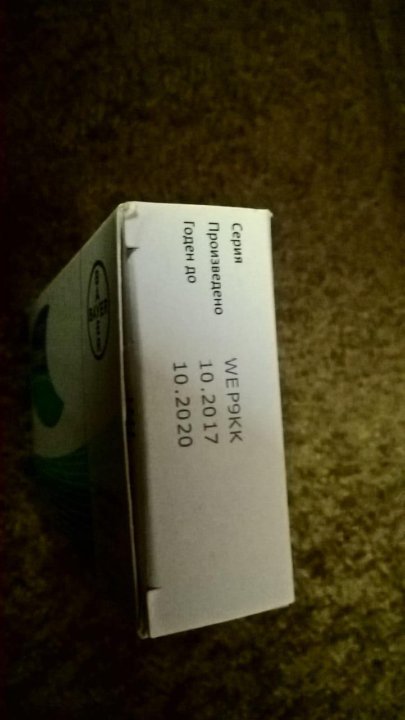 Серия WEP9KK
Произведено 10.2017
Годен до 10.2020
BAYER